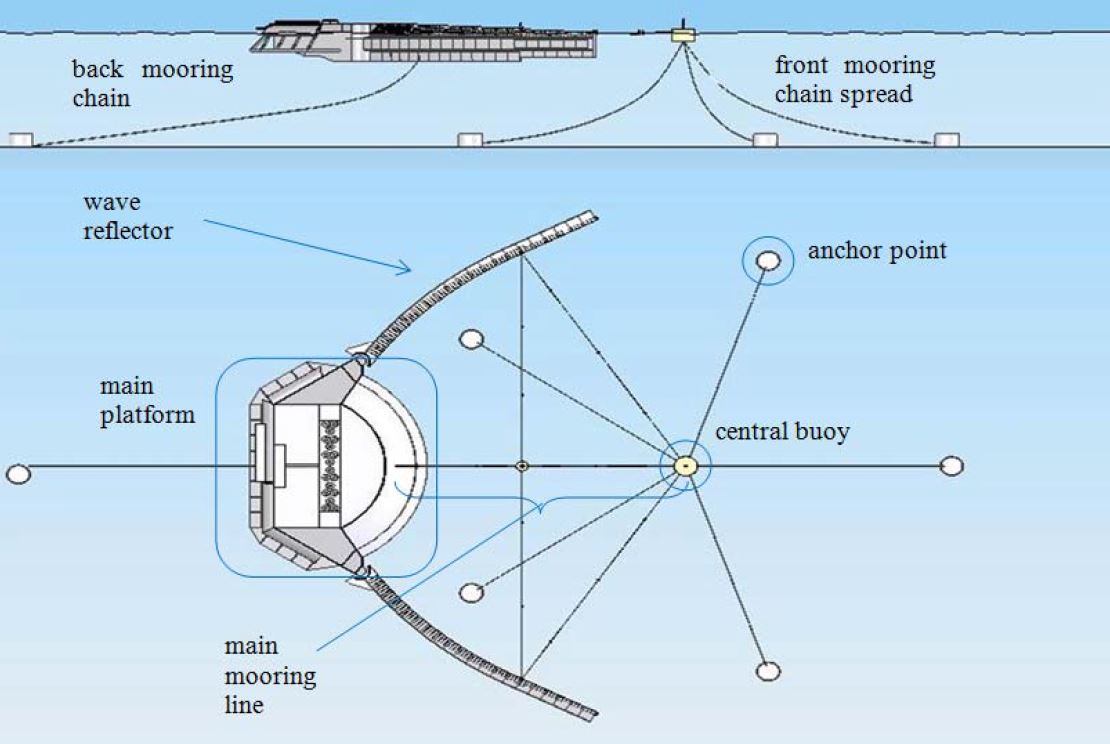 back mooring
chain
front mooring
chain spread
wave
reflector
anchor point
main
platform
central buoy
main
mooring
line